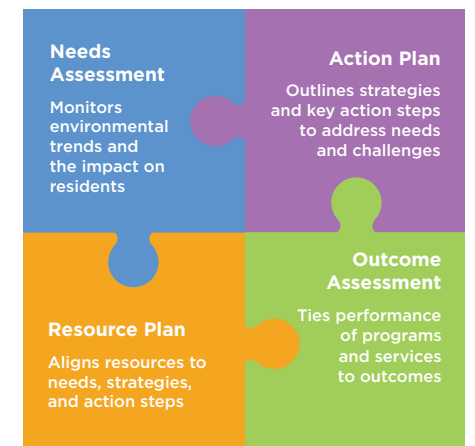 Needs
Assessment
Monitors
environmental
trends and
the impact on
residents
Action Plan
Outlines strategies
and key action steps
to address needs
and challenges
Resource Plan
Aligns resources to
needs, strategies,
and action steps
Outcome
Assessment
Ties performance
of programs
and services
to outcomes